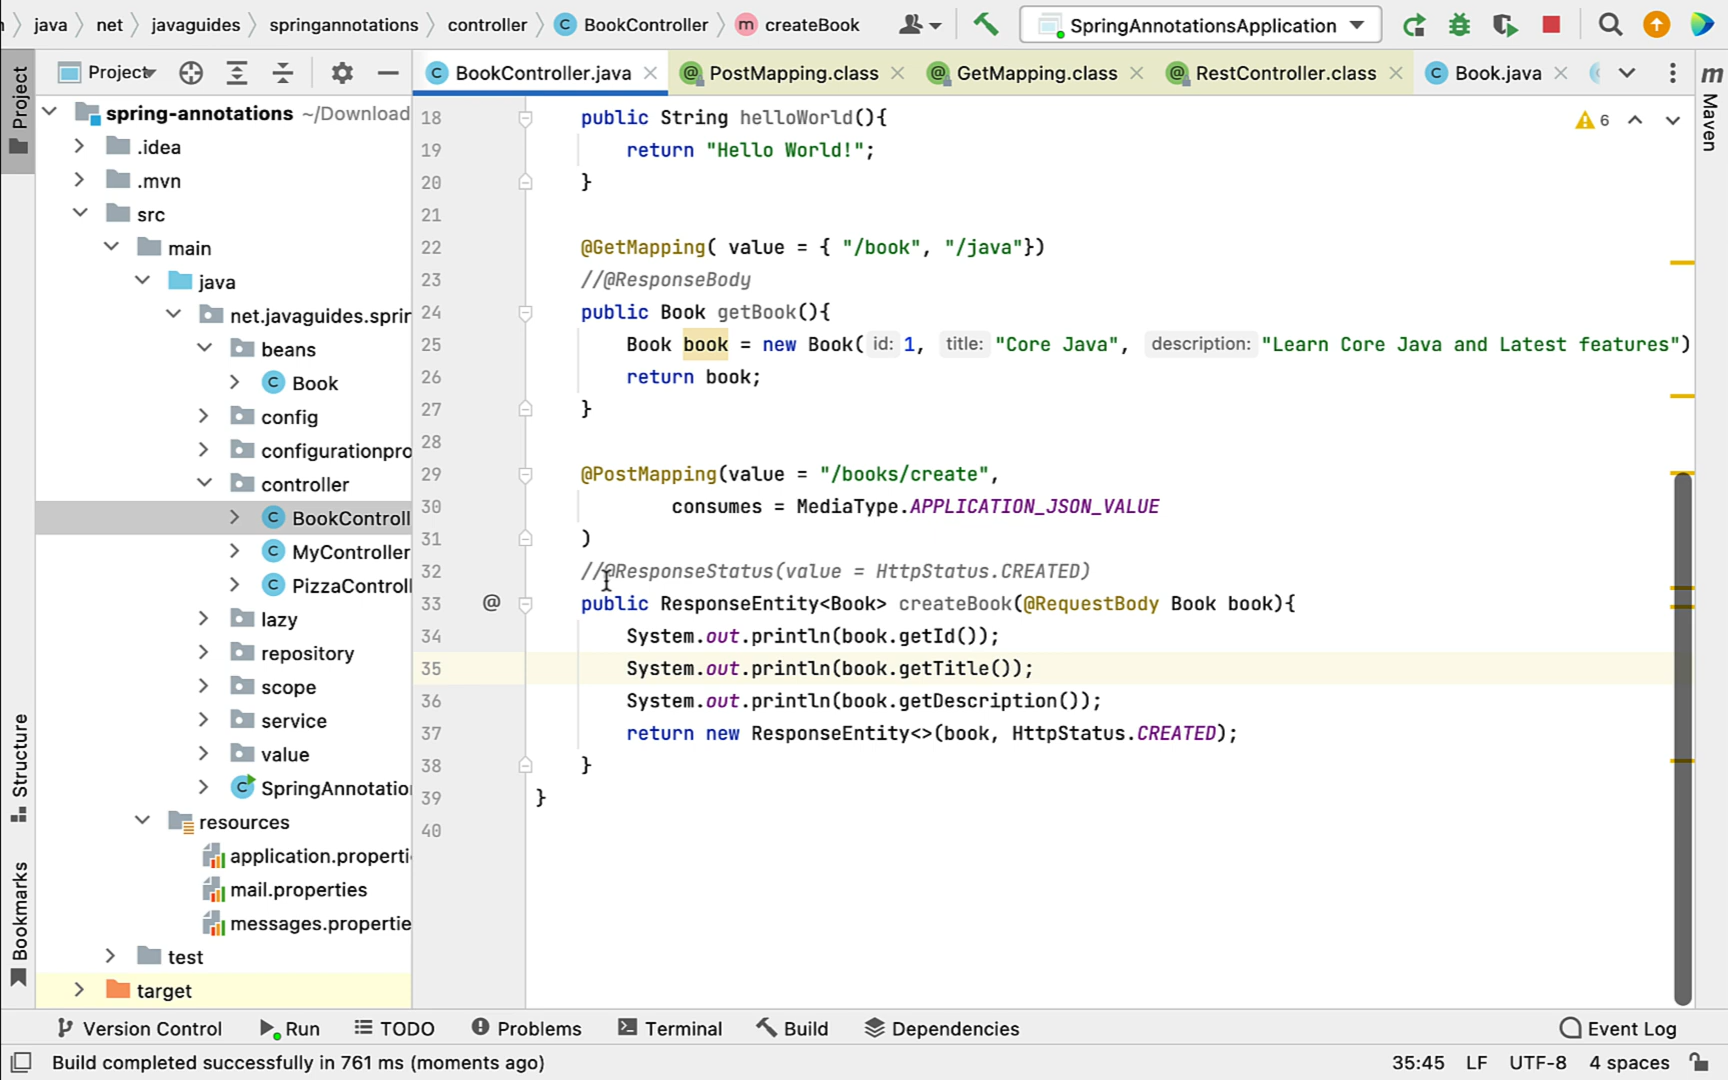 java net javaguides springannotations controller BookController createBook SpringAnnotationsApplication
Project BookController.java PostMapping.class GetMapping.class RestController.class Book.java
Project
Maven
Structure
Bookmarks
spring-annotations ~/Download
.idea
.mvn
src
main
java
net.javaguides.sprin
beans
Book
config
configurationpro
controller
BookControll
MyController
PizzaControl
lazy
repository
scope
service
value
SpringAnnotatio
resources
application.properti
mail.properties
messages.propertie
test
target
6
18 public String helloWorld(){
19 return "Hello World!";
20 }
21
22 @GetMapping( value = { "/book", "/java"})
23 //@ResponseBody
24 public Book getBook(){
25 Book book = new Book( id: 1, title: "Core Java", description: "Learn Core Java and Latest features")
26 return book;
27 }
28
29 @PostMapping(value = "/books/create",
30 consumes = MediaType.APPLICATION_JSON_VALUE
31 )
32 //@ResponseStatus(value = HttpStatus.CREATED)
33 @ public ResponseEntity<Book> createBook(@RequestBody Book book){
34 System.out.println(book.getId());
35 System.out.println(book.getTitle());
36 System.out.println(book.getDescription());
37 return new ResponseEntity<>(book, HttpStatus.CREATED);
38 }
39 }
40
Version Control Run TODO Problems Terminal Build Dependencies Event Log
Build completed successfully in 761 ms (moments ago) 35:45 LF UTF-8 4 spaces